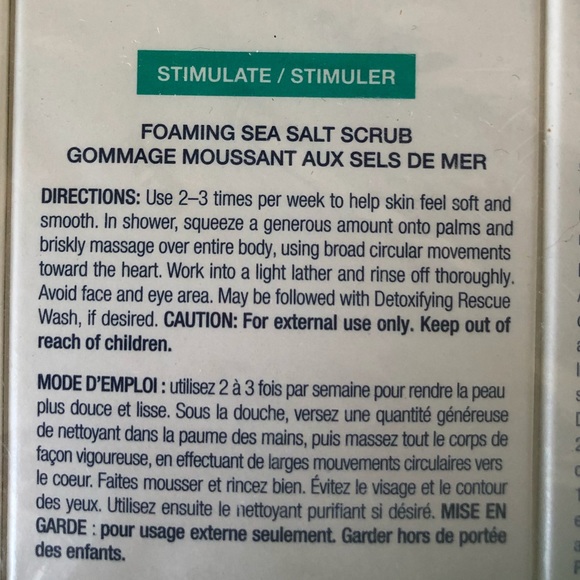 STIMULATE / STIMULER
FOAMING SEA SALT SCRUB
GOMMAGE MOUSSANT AUX SELS DE MER
DIRECTIONS: Use 2–3 times per week to help skin feel soft and
smooth. In shower, squeeze a generous amount onto palms and
briskly massage over entire body, using broad circular movements
toward the heart. Work into a light lather and rinse off thoroughly.
Avoid face and eye area. May be followed with Detoxifying Rescue
Wash, if desired. CAUTION: For external use only. Keep out of
reach of children.
MODE D'EMPLOI : utilisez 2 à 3 fois par semaine pour rendre la peau
plus douce et lisse. Sous la douche, versez une quantité généreuse
de nettoyant dans la paume des mains, puis massez tout le corps de
façon vigoureuse, en effectuant de larges mouvements circulaires vers
le coeur. Faites mousser et rincez bien. Évitez le visage et le contour
des yeux. Utilisez ensuite le nettoyant purifiant si désiré. MISE EN
GARDE : pour usage externe seulement. Garder hors de portée
des enfants.